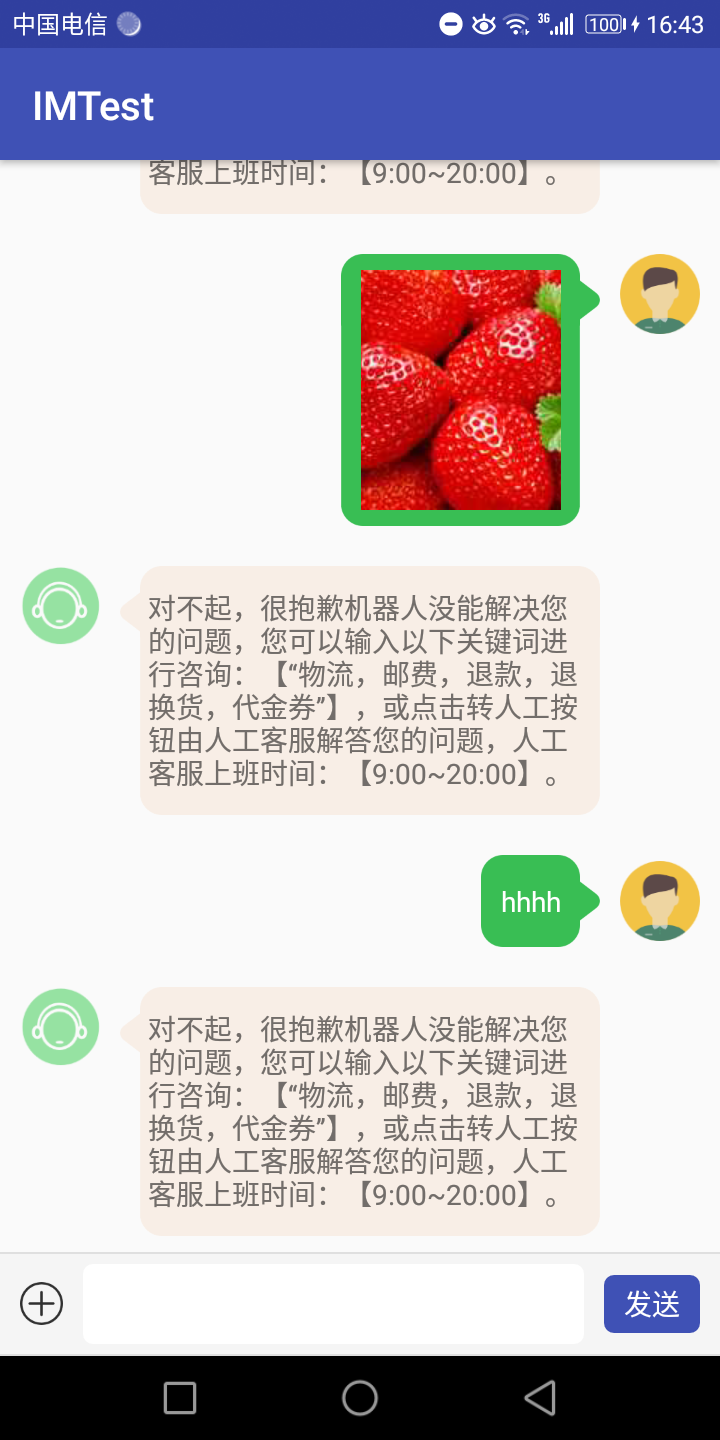 中国电信
3G
100
16:43
IMTest
客服上班时间：【9:00~20:00】。
对不起，很抱歉机器人没能解决您
的问题，您可以输入以下关键词进
行咨询：【“物流，邮费，退款，退
换货，代金券”】，或点击转人工按
钮由人工客服解答您的问题，人工
客服上班时间：【9:00~20:00】。
hhhh
对不起，很抱歉机器人没能解决您
的问题，您可以输入以下关键词进
行咨询：【“物流，邮费，退款，退
换货，代金券”】，或点击转人工按
钮由人工客服解答您的问题，人工
客服上班时间：【9:00~20:00】。
发送